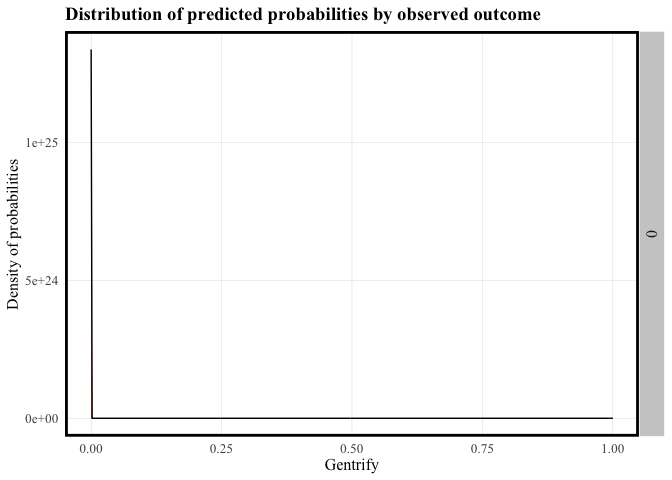 Distribution of predicted probabilities by observed outcome
Density of probabilities
1e+25
5e+24
0e+00
0
0.00 0.25 0.50 0.75 1.00
Gentrify